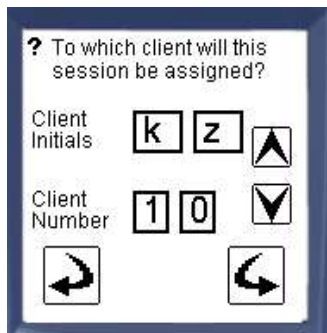 ? To which client will this
session be assigned?
Client
Initials
k z
Client
Number
1 0